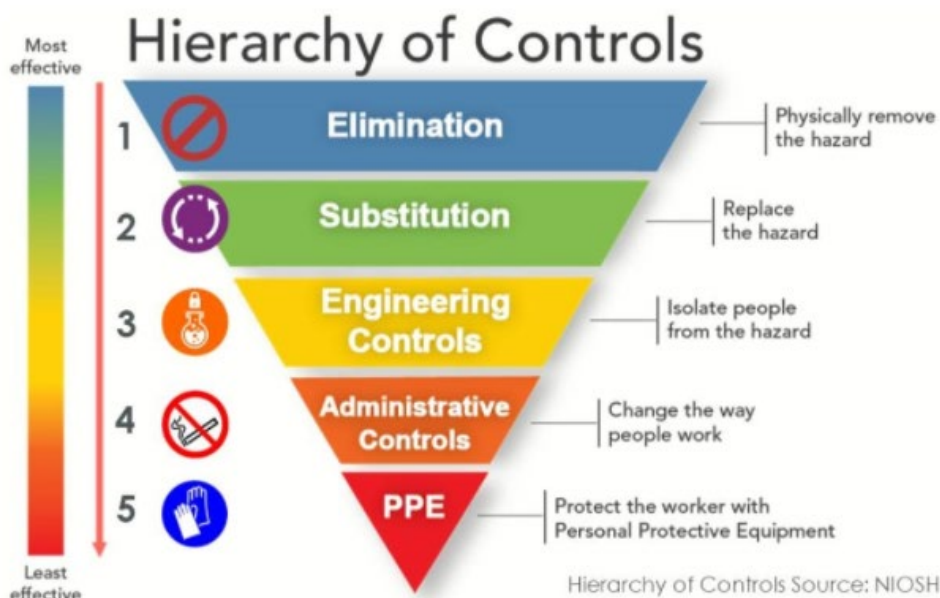 Hierarchy of Controls
Most
effective
1
Elimination
Physically remove
the hazard
2
Substitution
Replace
the hazard
3
Engineering
Controls
Isolate people
from the hazard
4
Administrative
Controls
Change the way
people work
5
PPE
Protect the worker with
Personal Protective Equipment
Least
effective
Hierarchy of Controls Source: NIOSH